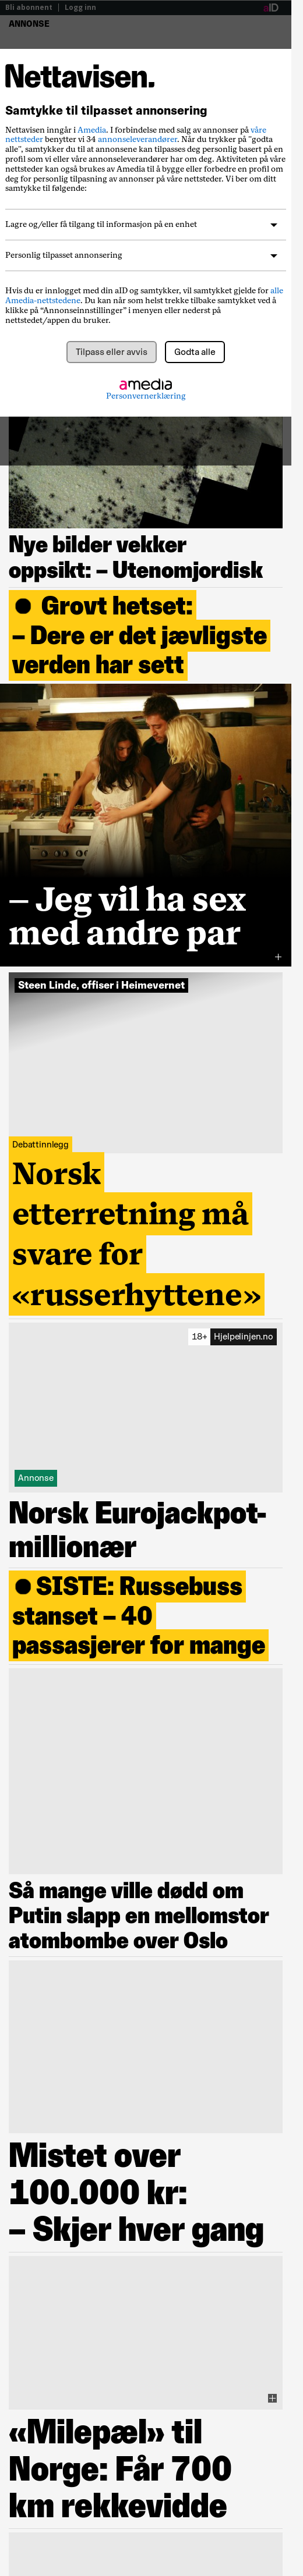 Bli abonnent | Logg inn
aID
ANNONSE
Nettavisen.
Samtykke til tilpasset annonsering
Nettavisen inngår i Amedia. I forbindelse med salg av annonser på våre
nettsteder benytter vi 34 annonseleverandører. Når du trykker på "godta
alle", samtykker du til at annonsene kan tilpasses deg personlig basert på en
profil som vi eller våre annonseleverandører har om deg. Aktiviteten på våre
nettsteder kan også brukes av Amedia til å bygge eller forbedre en profil om
deg for personlig tilpasning av annonser på våre nettsteder. Vi ber om ditt
samtykke til følgende:
Lagre og/eller få tilgang til informasjon på en enhet
Personlig tilpasset annonsering
Hvis du er innlogget med din aID og samtykker, vil samtykket gjelde for alle
Amedia-nettstedene. Du kan når som helst trekke tilbake samtykket ved å
klikke på “Annonseinnstillinger” i menyen eller nederst på
nettstedet/appen du bruker.
Tilpass eller avvis
Godta alle
amedia
Personvernerklæring
Nye bilder vekker
oppsikt: – Utenomjordisk
Grovt hetset:
– Dere er det jævligste
verden har sett
– Jeg vil ha sex
med andre par
Steen Linde, offiser i Heimevernet
Debattinnlegg
Norsk
etterretning må
svare for
«russerhyttene»
18+ Hjelpelinjen.no
Annonse
Norsk Eurojackpot-
millionær
SISTE: Russebuss
stanset – 40
passasjerer for mange
Så mange ville dødd om
Putin slapp en mellomstor
atombombe over Oslo
Mistet over
100.000 kr:
– Skjer hver gang
«Milepæl» til
Norge: Får 700
km rekkevidde